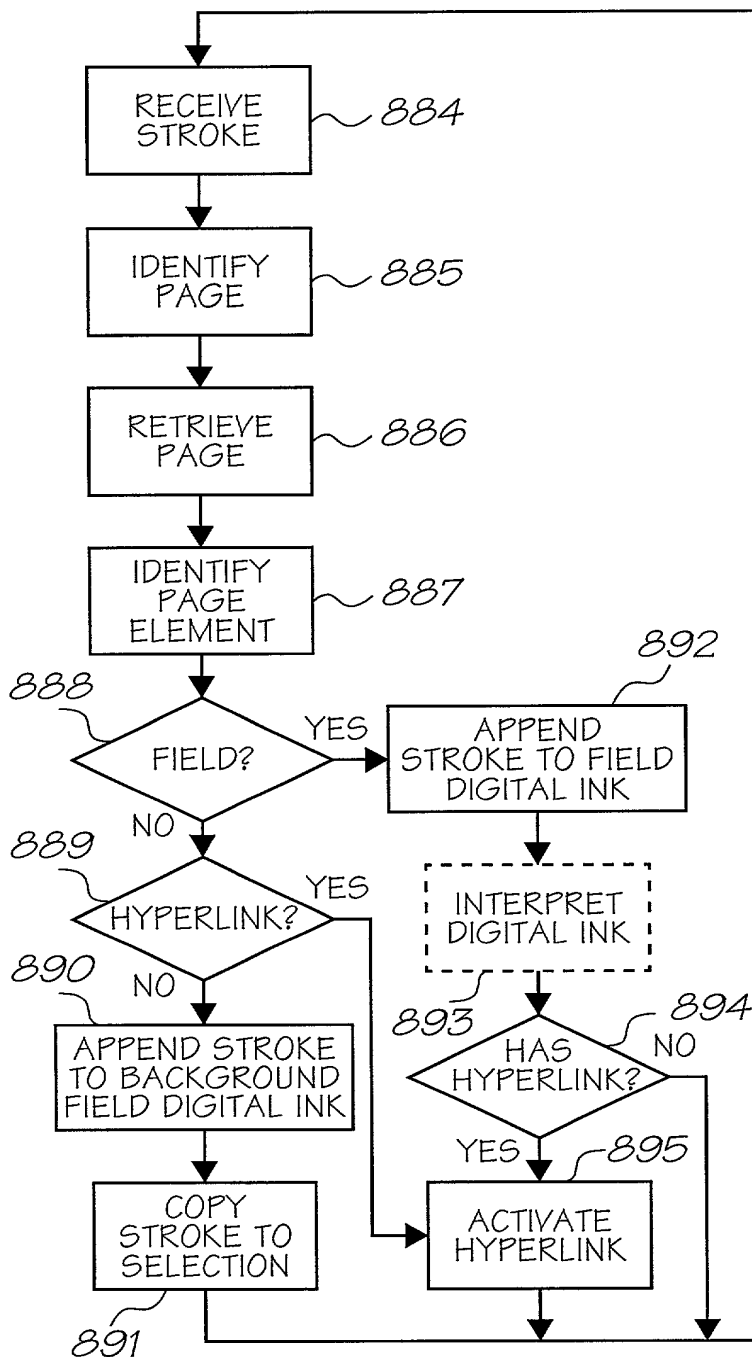 RECEIVE
STROKE
884
IDENTIFY
PAGE
885
RETRIEVE
PAGE
886
IDENTIFY
PAGE
ELEMENT
887
888
FIELD?
YES
NO
892
APPEND
STROKE TO FIELD
DIGITAL INK
889
HYPERLINK?
YES
NO
INTERPRET
DIGITAL INK
893
890
APPEND STROKE
TO BACKGROUND
FIELD DIGITAL INK
894
HAS
HYPERLINK?
NO
YES
895
COPY
STROKE TO
SELECTION
891
ACTIVATE
HYPERLINK